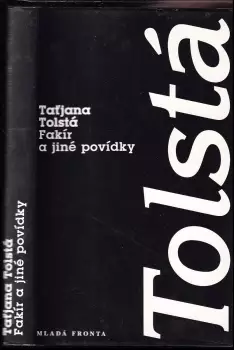 Taťjana
Tolstá
Fakír
a jiné povídky
Tolstá
MLADÁ FRONTA
Taťjana Tolstá
Fakír a jiné povídky